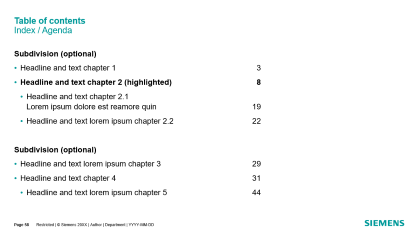 Table of contents
Index / Agenda
Subdivision (optional)
• Headline and text chapter 1 3
• Headline and text chapter 2 (highlighted) 8
• Headline and text chapter 2.1
Lorem ipsum dolore est reamore quin 19
• Headline and text lorem ipsum chapter 2.2 22
Subdivision (optional)
• Headline and text lorem ipsum chapter 3 29
• Headline and text chapter 4 31
• Headline and text lorem ipsum chapter 5 44
Restricted | © Siemens 20XX | Author | Department | YYYY-MM-DD
SIEMENS